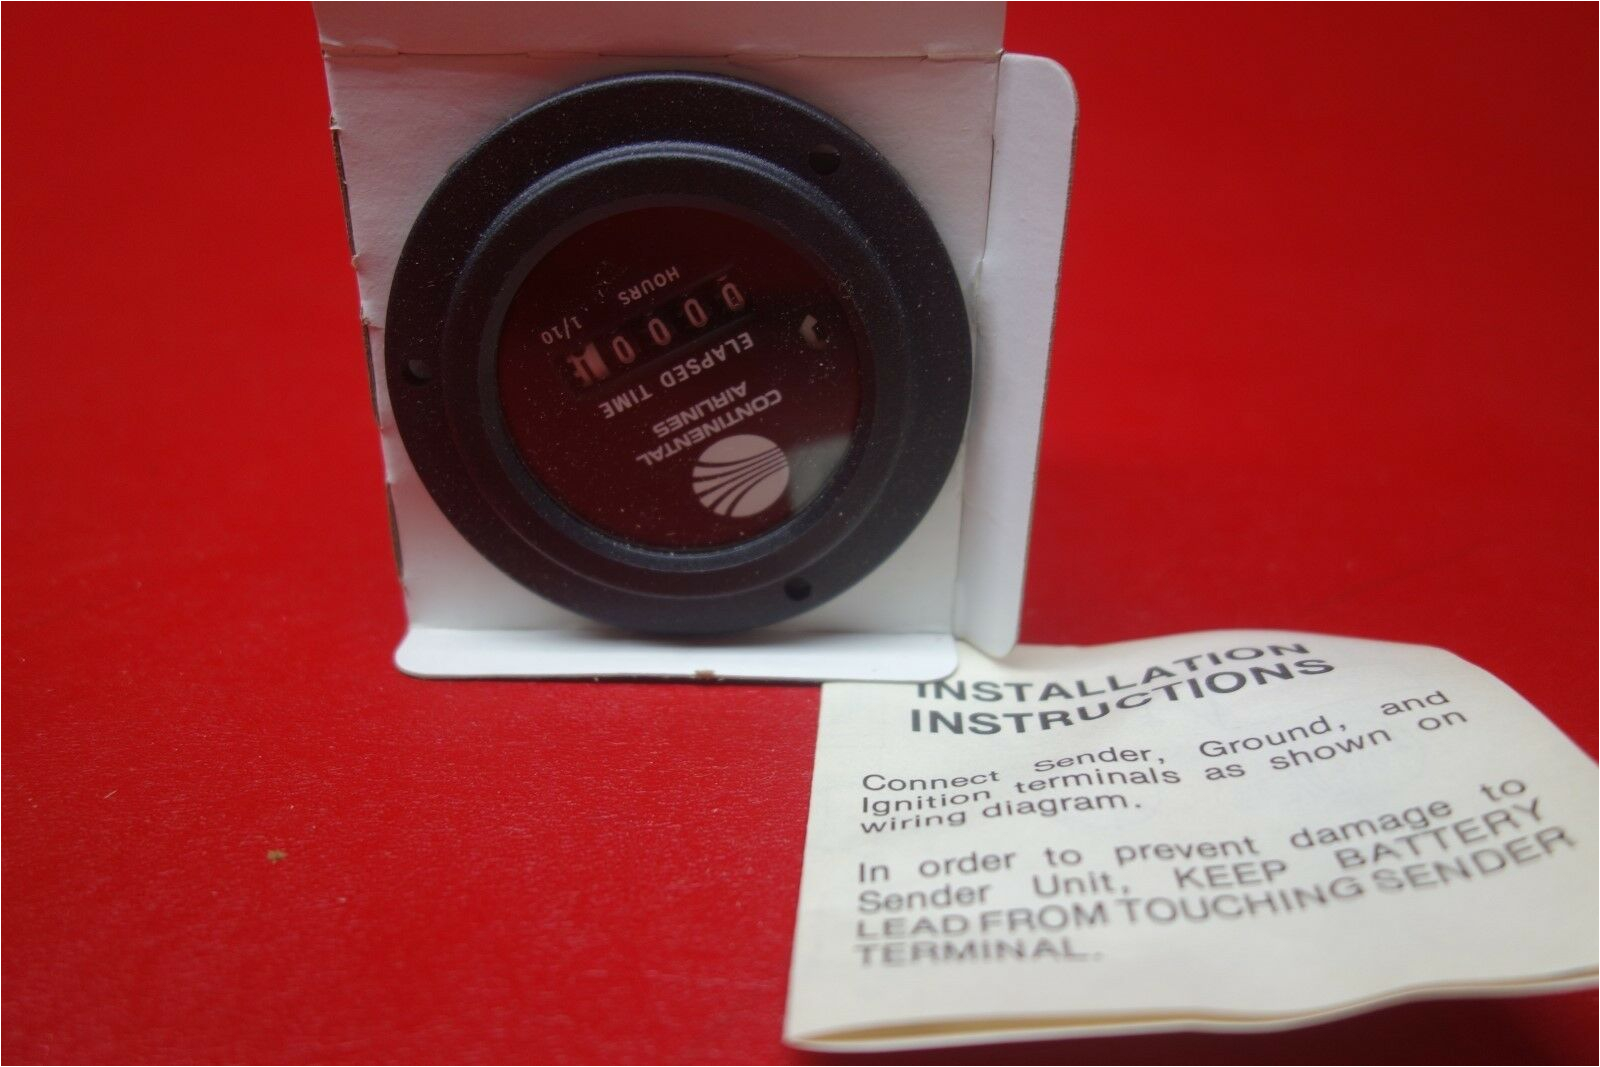 CONTINENTAL
AIRLINES
ELAPSED TIME
0000
HOURS 1/10
INSTALLATION
INSTRUCTIONS
Connect Sender, Ground, and
Ignition terminals as shown on
wiring diagram.
In order to prevent damage to
Sender Unit, KEEP BATTERY
LEAD FROM TOUCHING SENDER
TERMINAL.